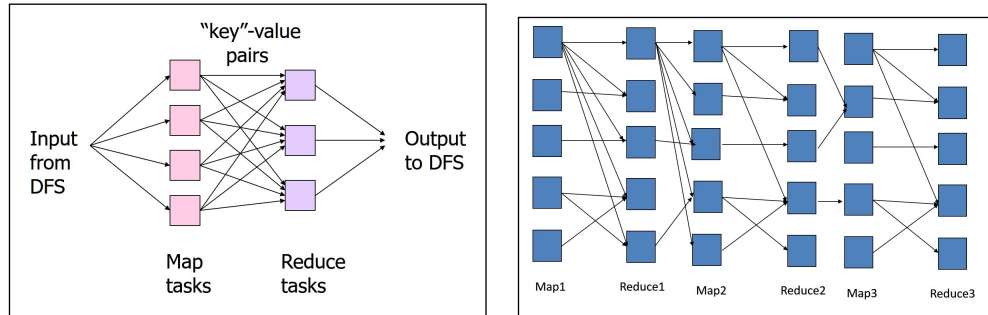 “key”-value
pairs
Input
from
DFS
Output
to DFS
Map
tasks
Reduce
tasks
Map1
Reduce1
Map2
Reduce2
Map3
Reduce3